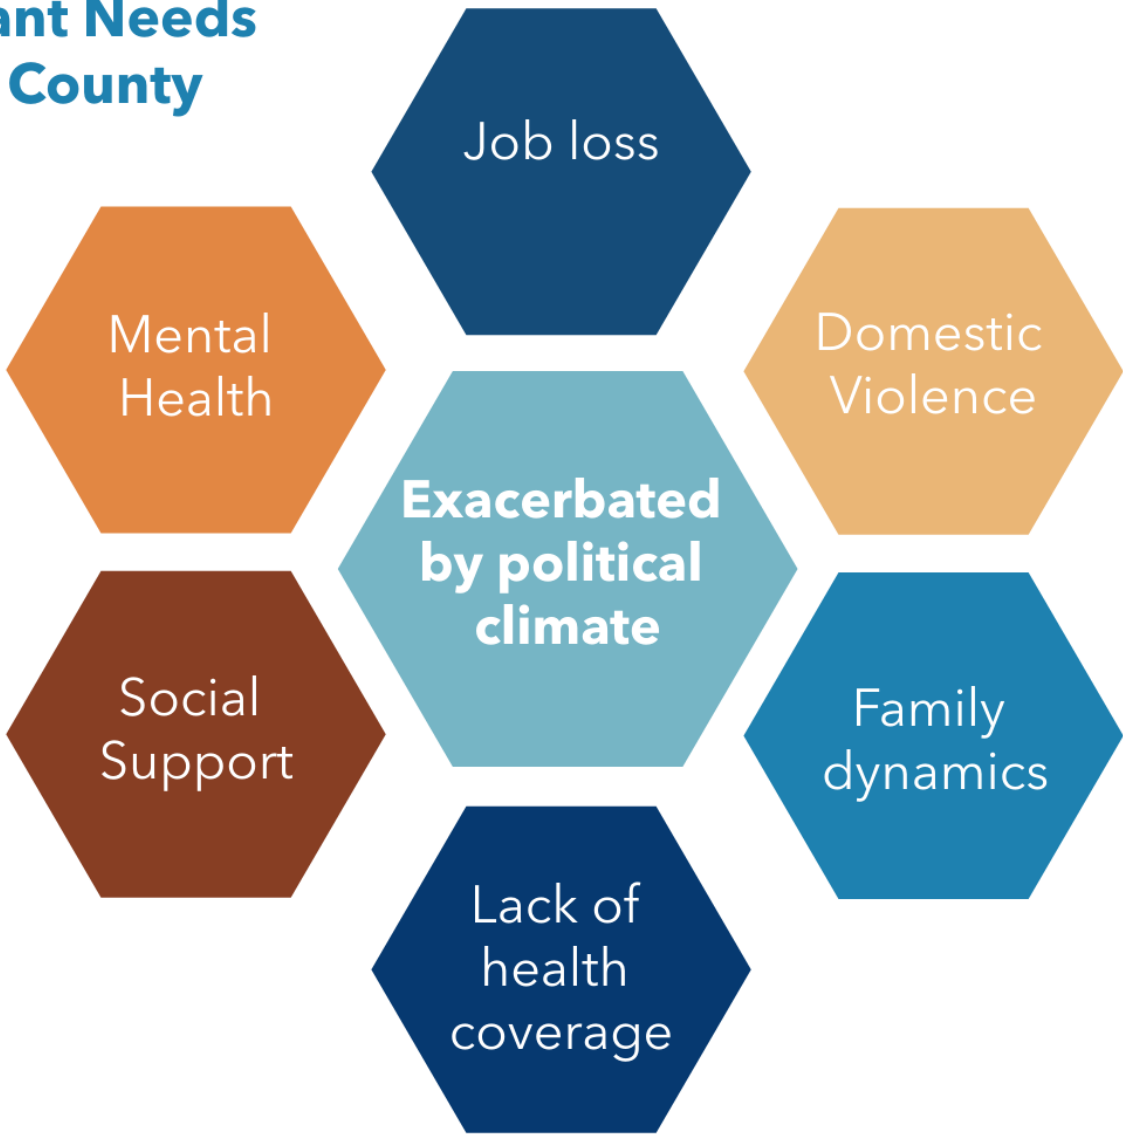 Needs
County
Job loss
Mental
Health
Domestic
Violence
Exacerbated
by political
climate
Social
Support
Family
dynamics
Lack of
health
coverage